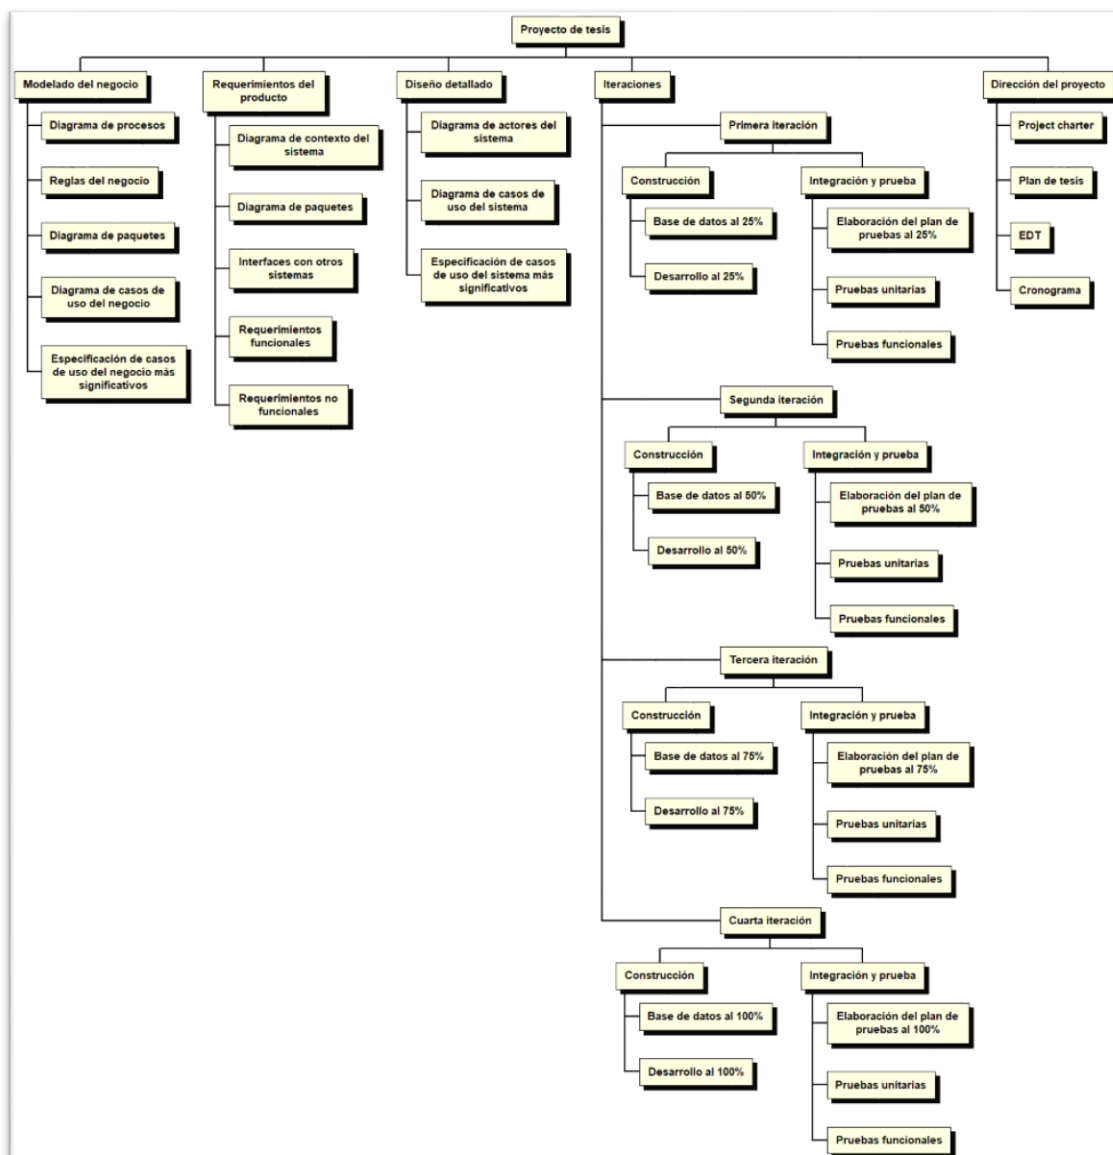 Proyecto de tesis
Modelado del negocio
Diagrama de procesos
Reglas del negocio
Diagrama de paquetes
Diagrama de casos de
uso del negocio
Especificación de casos
de uso del negocio más
significativos
Requerimientos del
producto
Diagrama de contexto del
sistema
Diagrama de paquetes
Interfaces con otros
sistemas
Requerimientos
funcionales
Requerimientos no
funcionales
Diseño detallado
Diagrama de actores del
sistema
Diagrama de casos de
uso del sistema
Especificación de casos
de uso del sistema más
significativos
Iteraciones
Primera iteración
Construcción
Base de datos al 25%
Desarrollo al 25%
Integración y prueba
Elaboración del plan de
pruebas al 25%
Pruebas unitarias
Pruebas funcionales
Segunda iteración
Construcción
Base de datos al 50%
Desarrollo al 50%
Integración y prueba
Elaboración del plan de
pruebas al 50%
Pruebas unitarias
Pruebas funcionales
Tercera iteración
Construcción
Base de datos al 75%
Desarrollo al 75%
Integración y prueba
Elaboración del plan de
pruebas al 75%
Pruebas unitarias
Pruebas funcionales
Cuarta iteración
Construcción
Base de datos al 100%
Desarrollo al 100%
Integración y prueba
Elaboración del plan de
pruebas al 100%
Pruebas unitarias
Pruebas funcionales
Dirección del proyecto
Project charter
Plan de tesis
EDT
Cronograma